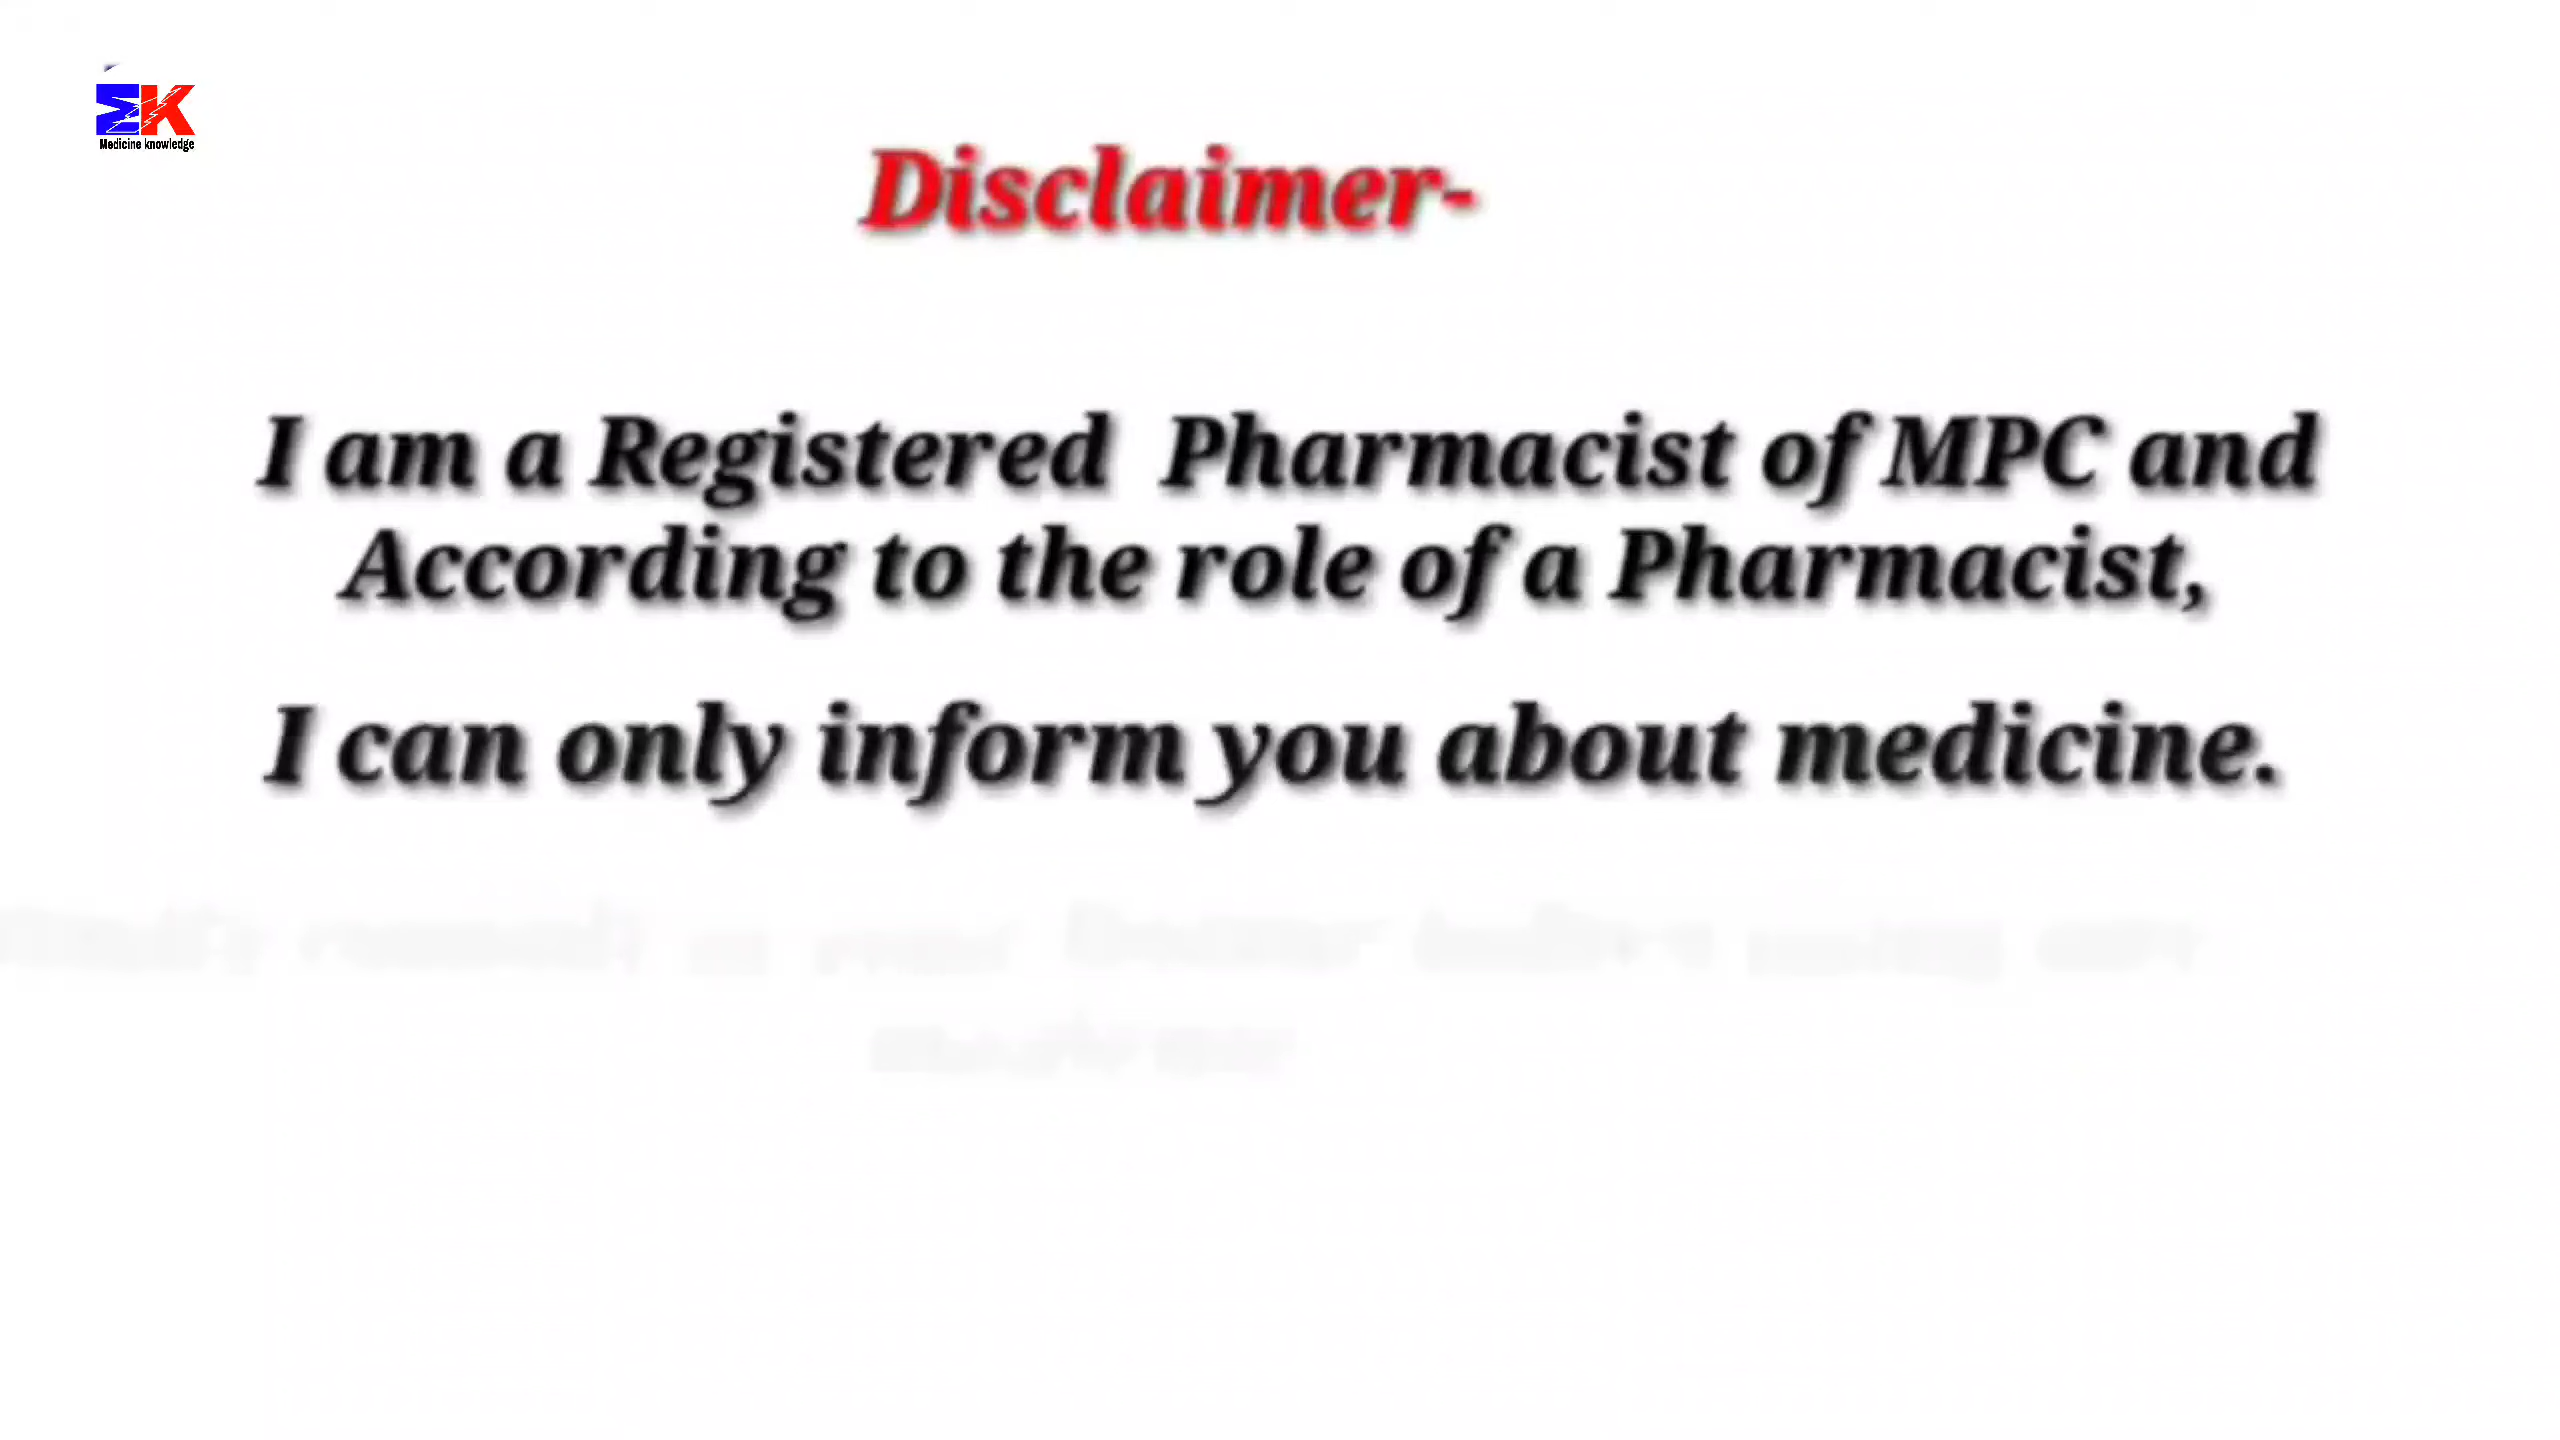 MK
Medicine knowledge
Disclaimer-
I am a Registered Pharmacist of MPC and
According to the role of a Pharmacist,
I can only inform you about medicine.